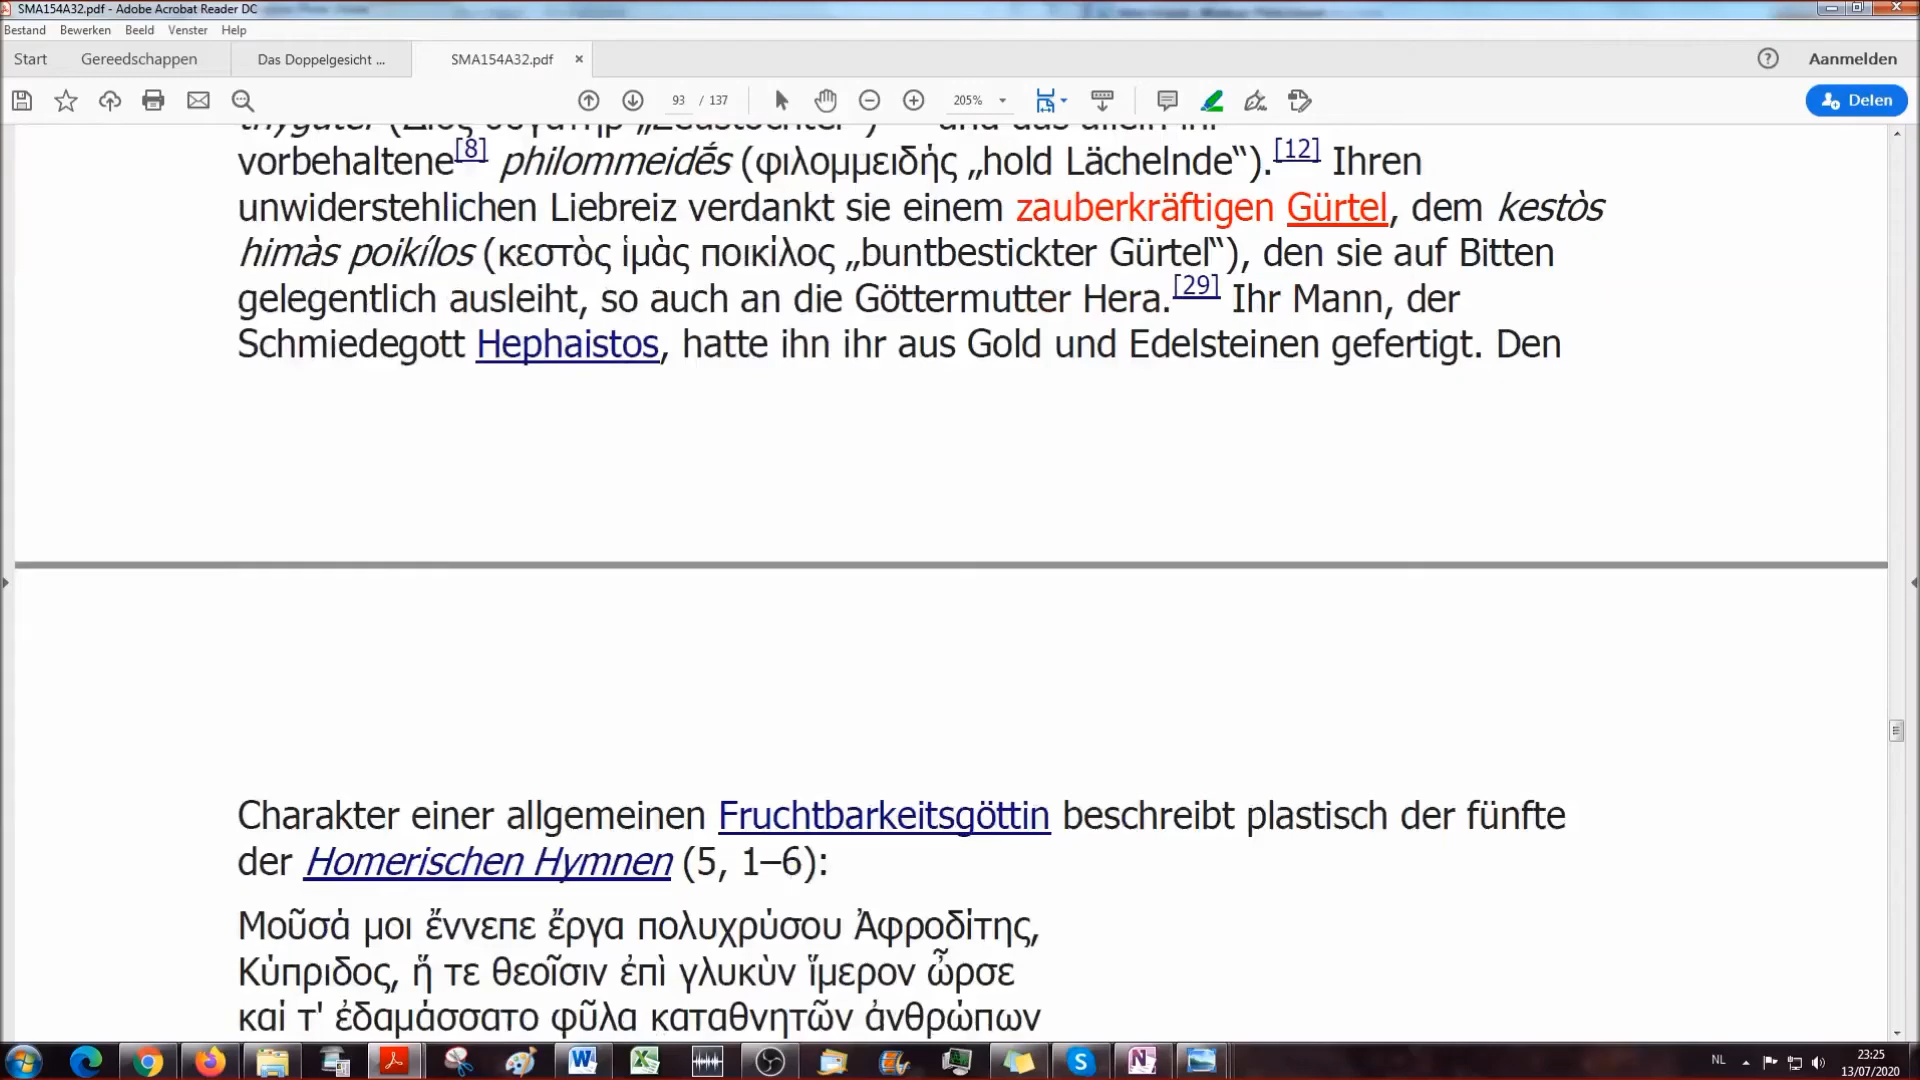 SMA154A32.pdf - Adobe Acrobat Reader DC
Bestand Bewerken Beeld Venster Help
Start Gereedschappen Das Doppelgesicht ... SMA154A32.pdf × Aanmelden
93 / 137 205% Delen
vorbehaltene[8] philommeidḗs (φιλομμειδής „hold Lächelnde“).[12] Ihren
unwiderstehlichen Liebreiz verdankt sie einem zauberkräftigen Gürtel, dem kestòs
himàs poikílos (κεστὸς ἱμὰς ποικίλος „buntbestickter Gürtel“), den sie auf Bitten
gelegentlich ausleiht, so auch an die Göttermutter Hera.[29] Ihr Mann, der
Schmiedegott Hephaistos, hatte ihn ihr aus Gold und Edelsteinen gefertigt. Den
Charakter einer allgemeinen Fruchtbarkeitsgöttin beschreibt plastisch der fünfte
der Homerischen Hymnen (5, 1–6):
Μοῦσά μοι ἔννεπε ἔργα πολυχρύσου Ἀφροδίτης,
Κύπριδος, ἥ τε θεοῖσιν ἐπὶ γλυκὺν ἵμερον ὦρσε
καί τ' ἐδαμάσσατο φῦλα καταθνητῶν ἀνθρώπων
NL 23:25
13/07/2020